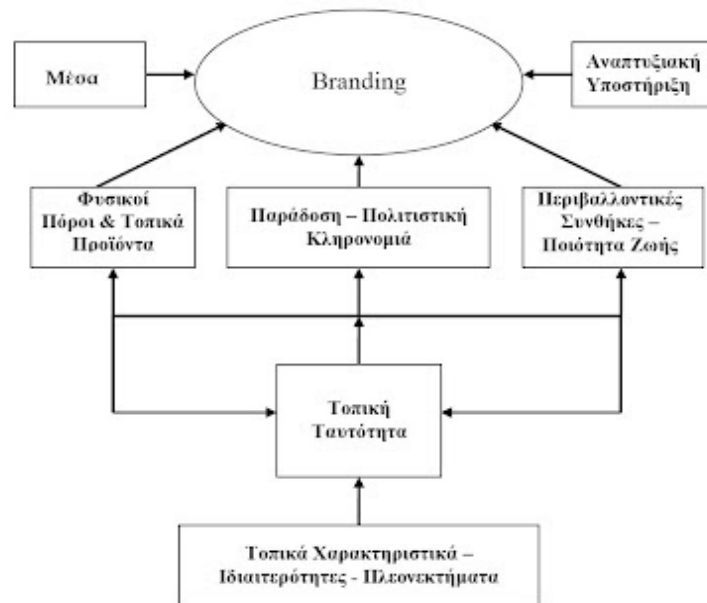 Μέσα
Branding
Αναπτυξιακή
Υποστήριξη
Φυσικοί
Πόροι & Τοπικά
Προϊόντα
Παράδοση – Πολιτιστική
Κληρονομιά
Περιβαλλοντικές
Συνθήκες –
Ποιότητα Ζωής
Τοπική
Ταυτότητα
Τοπικά Χαρακτηριστικά –
Ιδιαιτερότητες - Πλεονεκτήματα